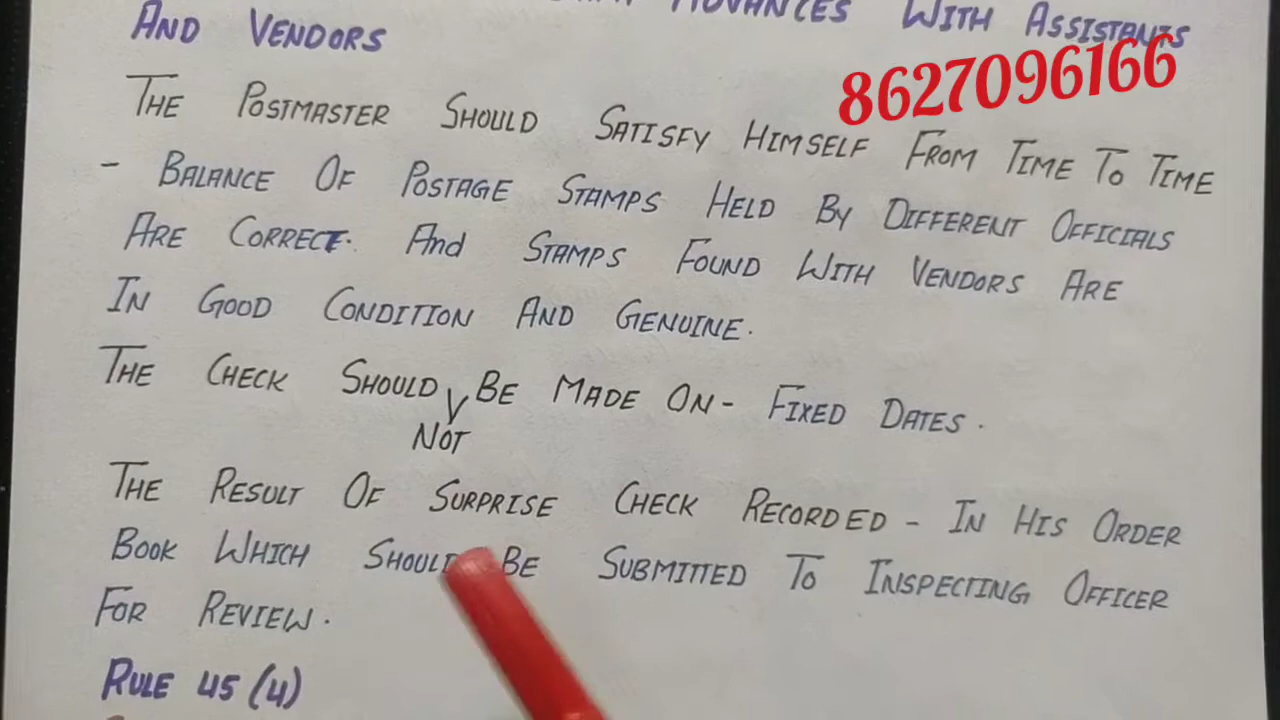 ADVANCES WITH ASSISTANTS
AND VENDORS
8627096166
THE POSTMASTER SHOULD SATISFY HIMSELF FROM TIME TO TIME
- BALANCE OF POSTAGE STAMPS HELD BY DIFFERENT OFFICIALS
ARE CORRECT. And STAMPS FOUND WITH VENDORS ARE
IN GOOD CONDITION AND GENUINE.
THE CHECK SHOULD BE MADE ON - FIXED DATES.
NOT
THE RESULT OF SURPRISE CHECK RECORDED - IN HIS ORDER
BOOK WHICH SHOULD BE SUBMITTED TO INSPECTING OFFICER
FOR REVIEW.
RULE 45 (4)